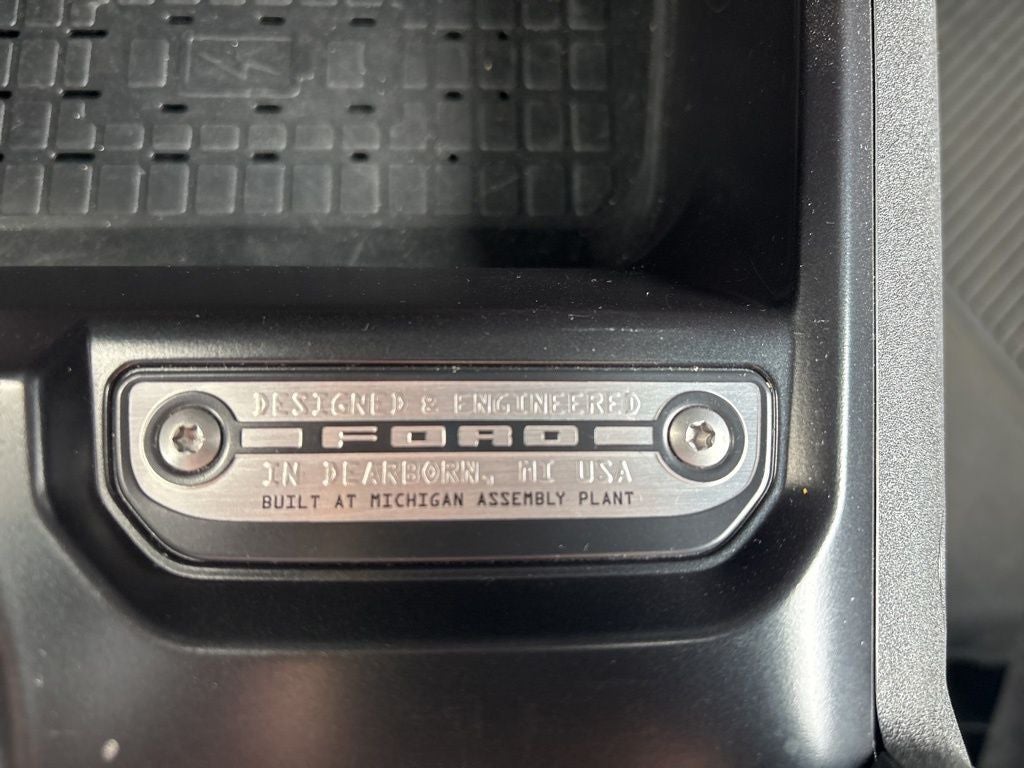 DESIGNED & ENGINEERED
FORD
IN DEARBORN, MI USA
BUILT AT MICHIGAN ASSEMBLY PLANT